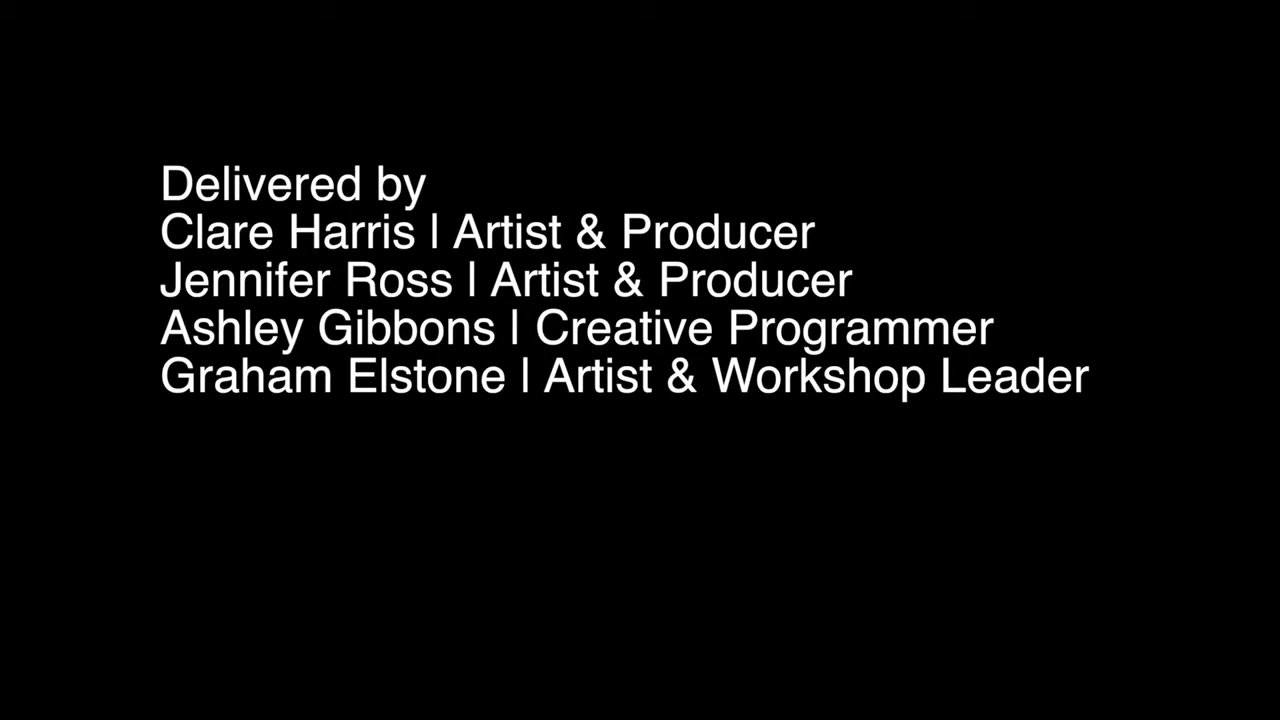 Delivered by
Clare Harris | Artist & Producer
Jennifer Ross | Artist & Producer
Ashley Gibbons | Creative Programmer
Graham Elstone | Artist & Workshop Leader